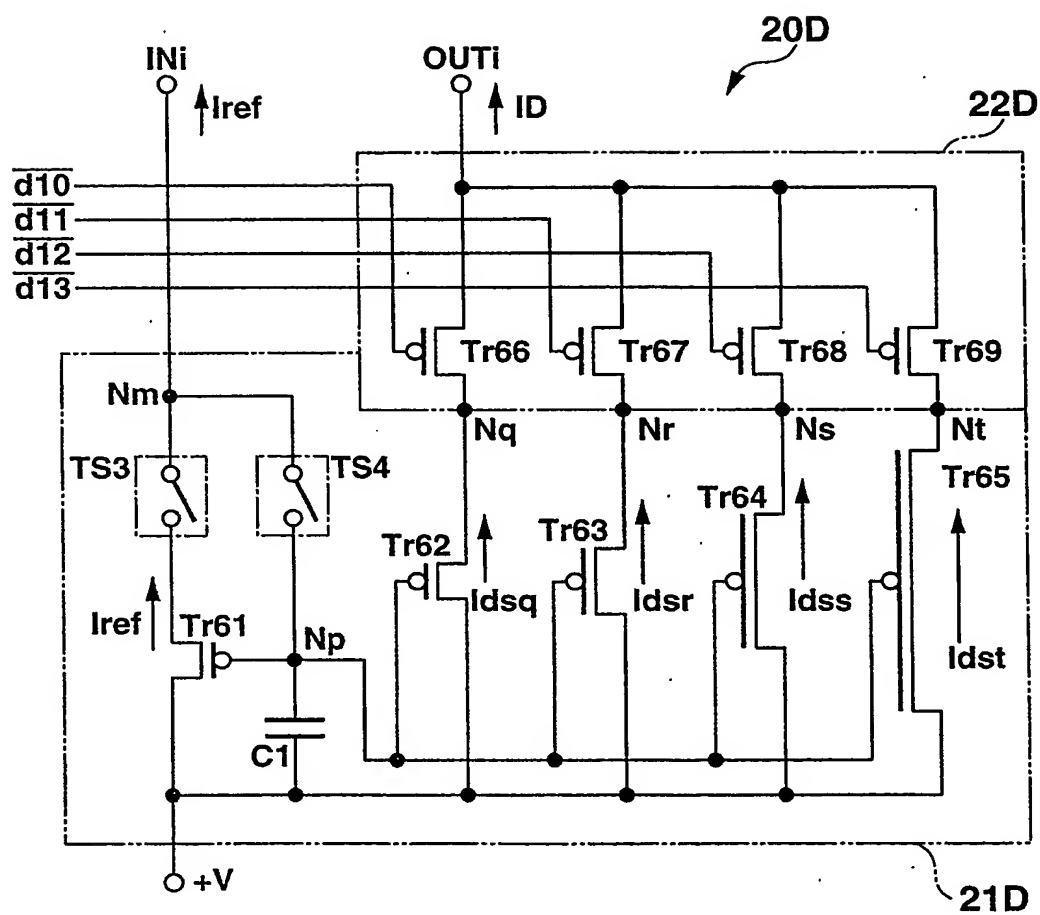 20D
INi
OUTi
Iref
ID
22D
d10
d11
d12
d13
Tr66
Tr67
Tr68
Tr69
Nm
Nq
Nr
Ns
Nt
TS3
TS4
Tr65
Tr64
Tr63
Tr62
Iref
Tr61
Np
Idsq
Idsr
Idss
Idst
C1
+V
21D